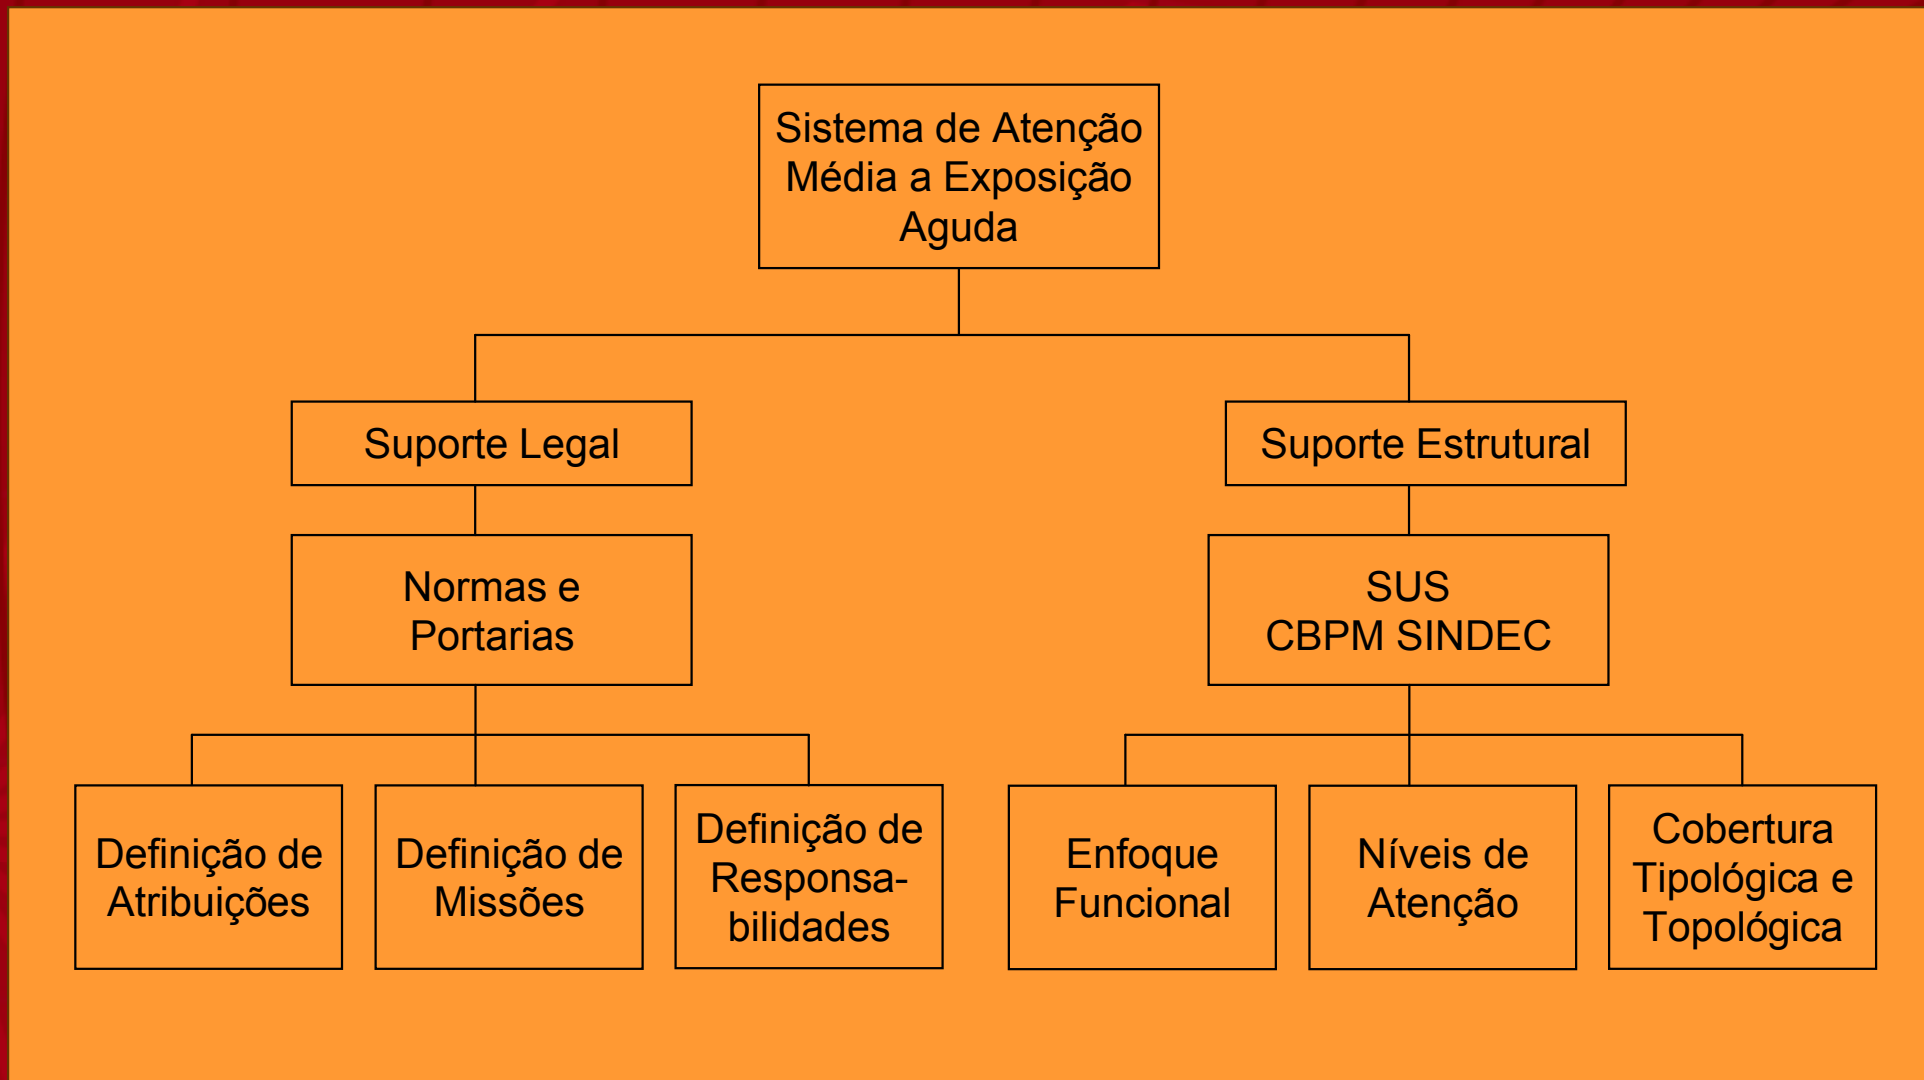 Sistema de Atenção
Média a Exposição
Aguda
Suporte Legal
Suporte Estrutural
Normas e
Portarias
SUS
CBPM SINDEC
Definição de
Atribuições
Definição de
Missões
Definição de
Responsa-
bilidades
Enfoque
Funcional
Níveis de
Atenção
Cobertura
Tipológica e
Topológica